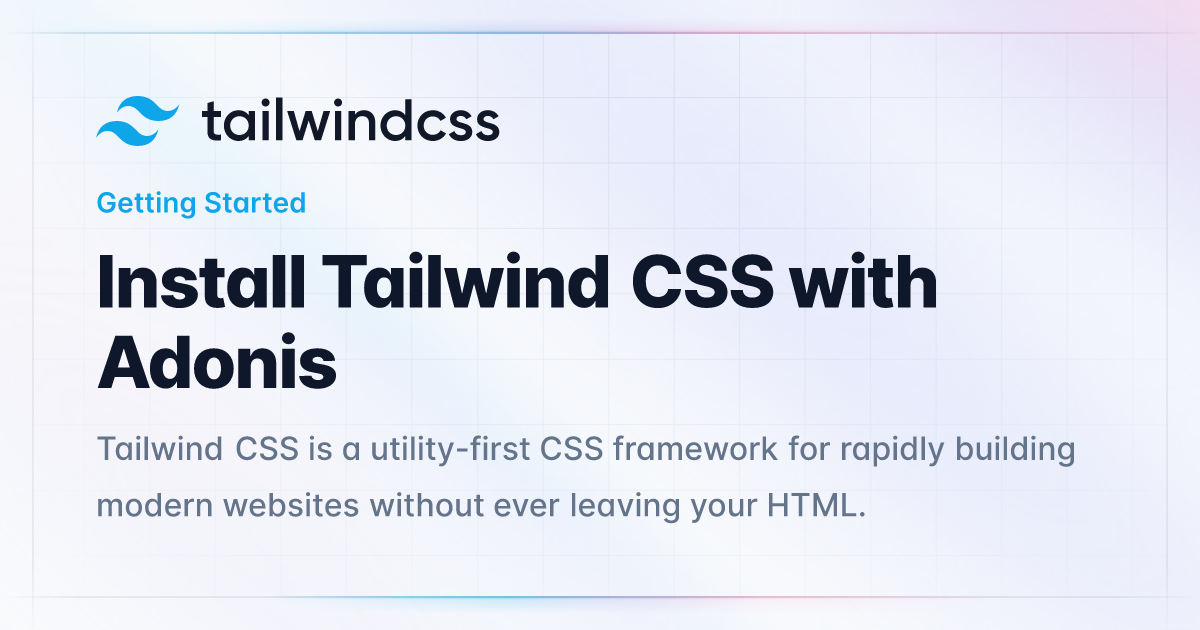 tailwindcss
Getting Started
Install Tailwind CSS with
Adonis
Tailwind CSS is a utility-first CSS framework for rapidly building
modern websites without ever leaving your HTML.